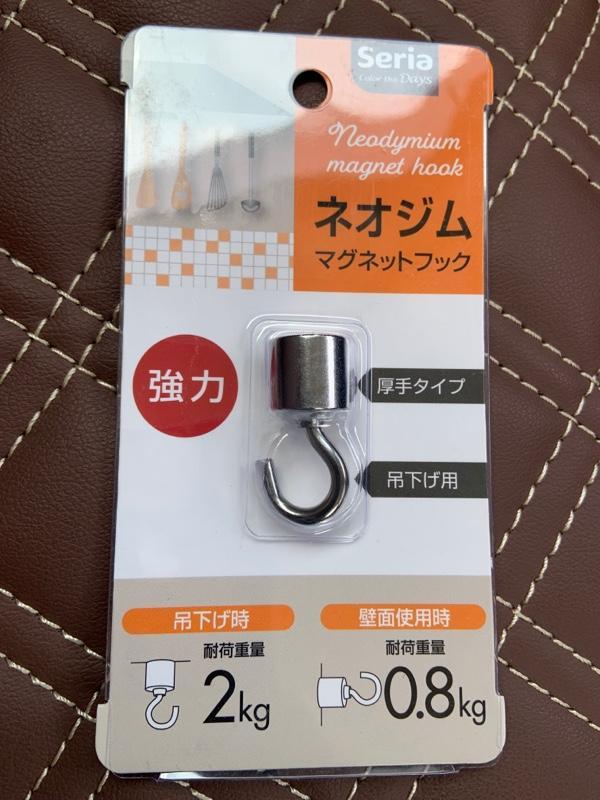 Seria
Color the Days
Neodymium
magnet hook
ネオジム
マグネットフック
強力
厚手タイプ
吊下げ用
吊下げ時
耐荷重量
2kg
壁面使用時
耐荷重量
0.8kg